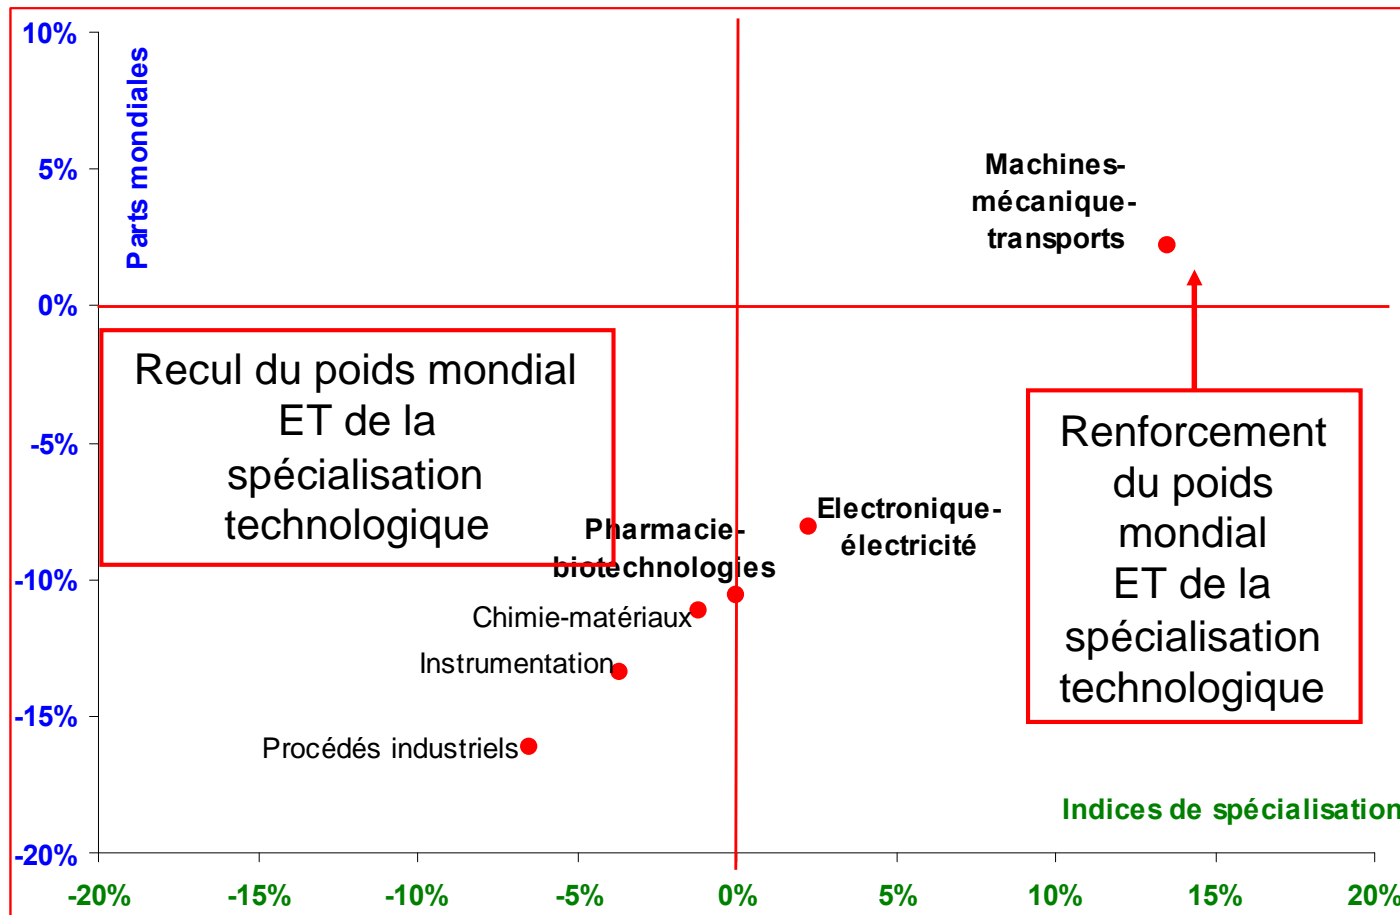 10%
Parts mondiales
5%
0%
-5%
-10%
-15%
-20%
Machines-
mécanique-
transports
Recul du poids mondial
ET de la
spécialisation
technologique
Renforcement
du poids
mondial
ET de la
spécialisation
technologique
Electronique-
électricité
Pharmacie-
biotechnologies
Chimie-matériaux
Instrumentation
Procédés industriels
Indices de spécialisation
-20%
-15%
-10%
-5%
0%
5%
10%
15%
20%